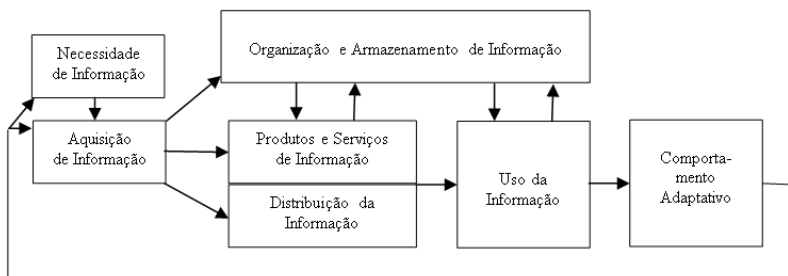 Necessidade
de Informação
Organização e Armazenamento de Informação
Aquisição
de Informação
Produtos e Serviços
de Informação
Distribuição da
Informação
Uso da
Informação
Comporta-
mento
Adaptativo